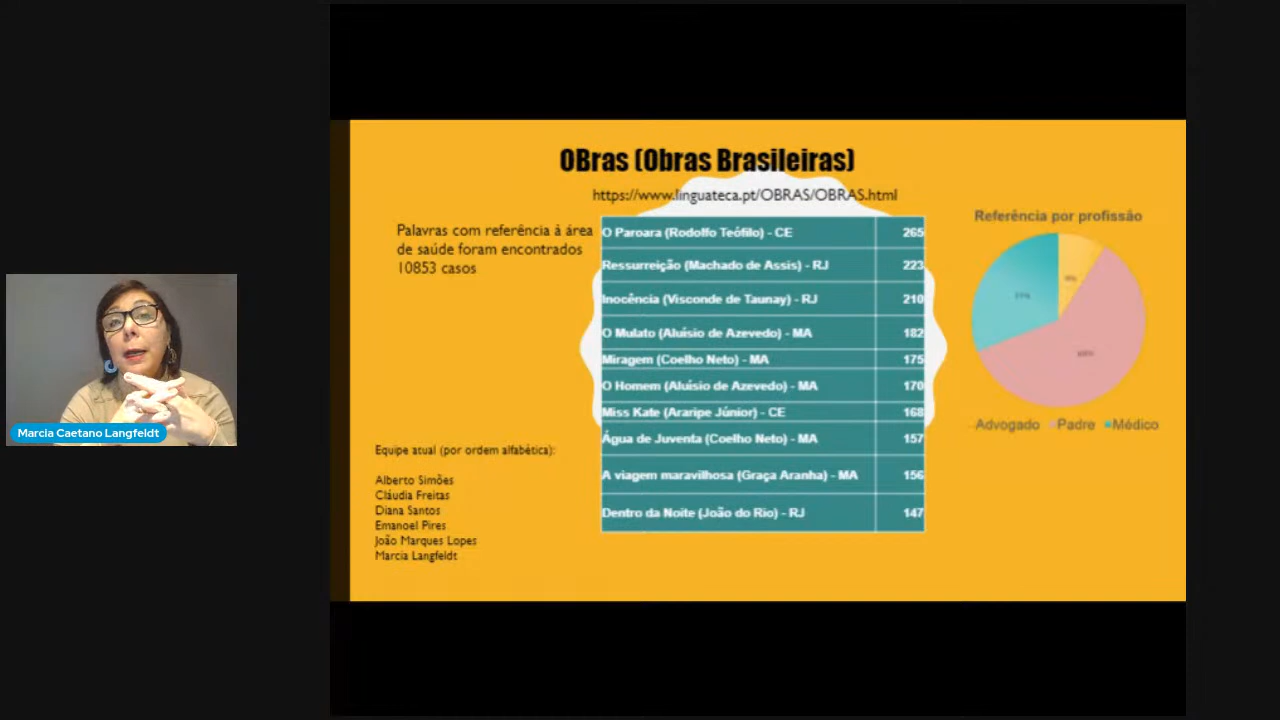 OBras (Obras Brasileiras)
https://www.linguateca.pt/OBRAS/OBRAS.html
Palavras com referência à área
de saúde foram encontrados
10853 casos
O Paroara (Rodolfo Teófilo) - CE 265
Ressurreição (Machado de Assis) - RJ 223
Inocência (Visconde de Taunay) - RJ 210
O Mulato (Aluísio de Azevedo) - MA 182
Miragem (Coelho Neto) - MA 175
O Homem (Aluísio de Azevedo) - MA 170
Miss Kate (Araripe Júnior) - CE 168
Água de Juventa (Coelho Neto) - MA 157
A viagem maravilhosa (Graça Aranha) - MA 156
Dentro da Noite (João do Rio) - RJ 147
Referência por profissão
Advogado Padre Médico
Equipe atual (por ordem alfabética):
Alberto Simões
Cláudia Freitas
Diana Santos
Emanoel Pires
João Marques Lopes
Marcia Langfeldt
Marcia Caetano Langfeldt